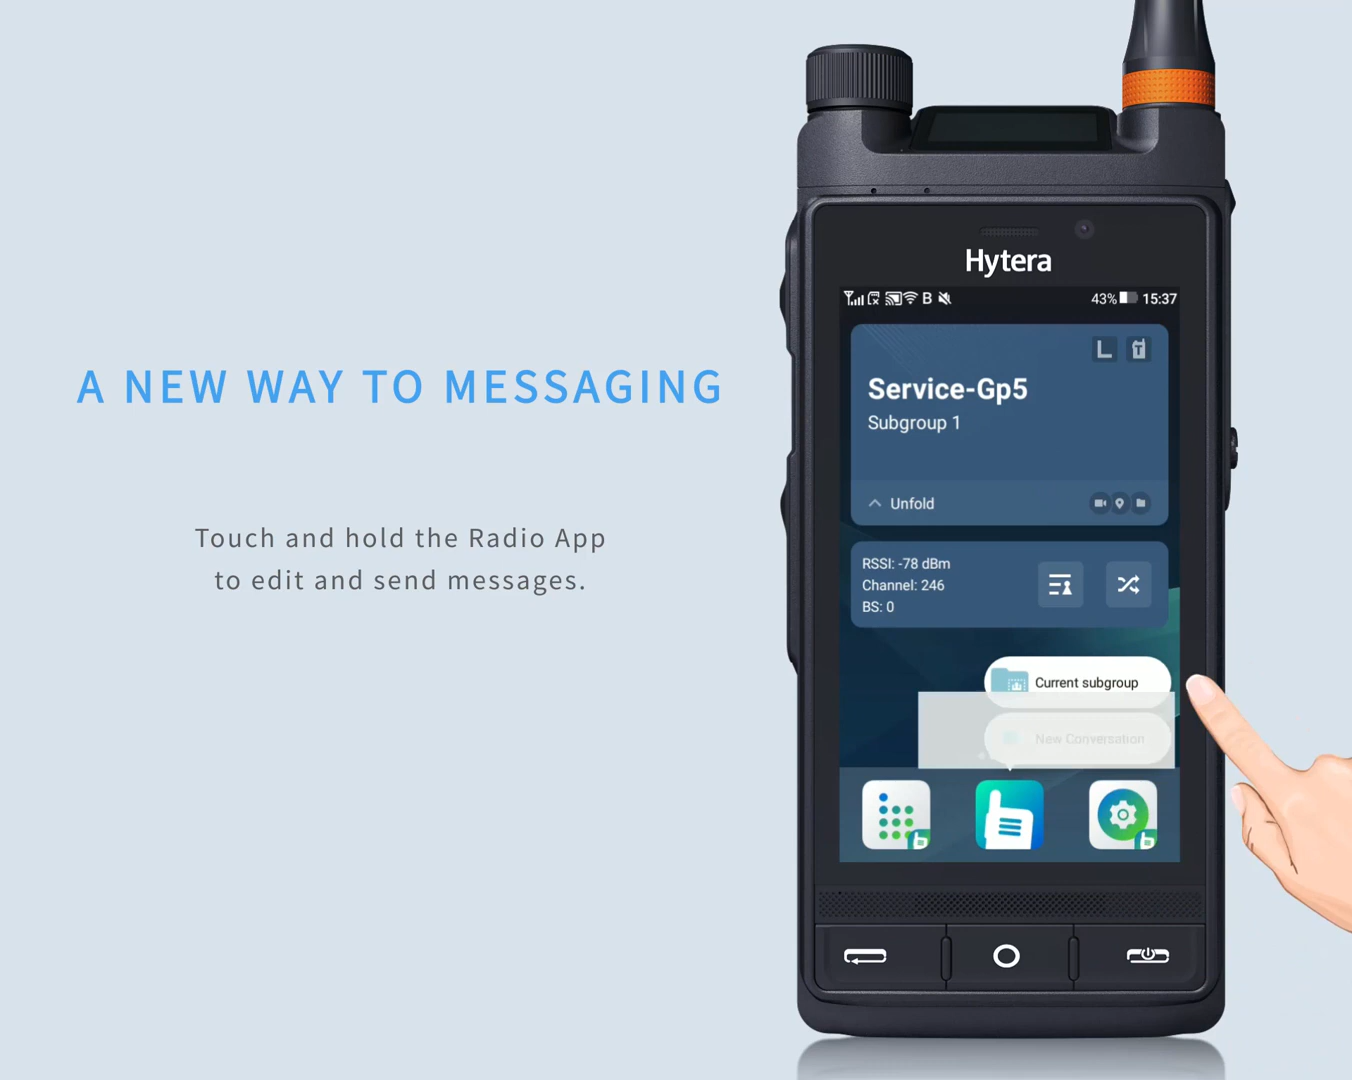 A NEW WAY TO MESSAGING
Touch and hold the Radio App
to edit and send messages.
Hytera
B
43%
15:37
L
T
Service-Gp5
Subgroup 1
Unfold
RSSI: -78 dBm
Channel: 246
BS: 0
Current subgroup
New Conversation